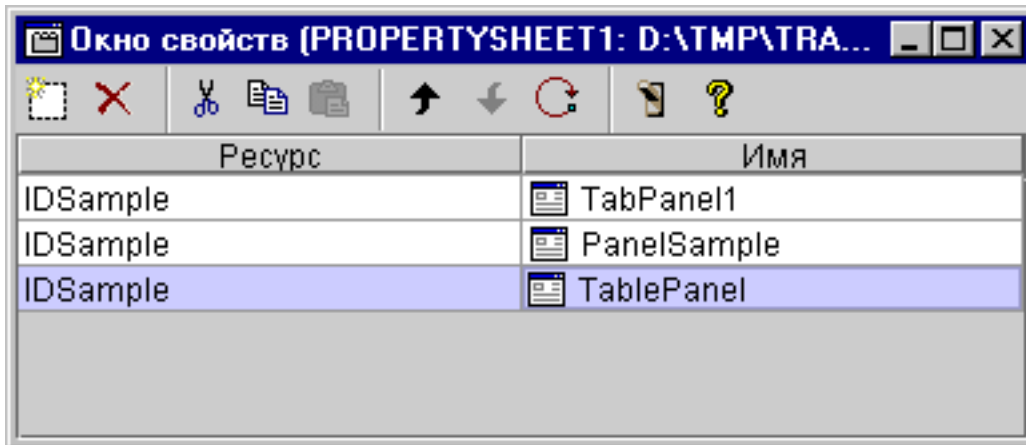 Окно свойств (PROPERTYSHEET1: D:\TMP\TRA...
Ресурс Имя
IDSample TabPanel1
IDSample PanelSample
IDSample TablePanel